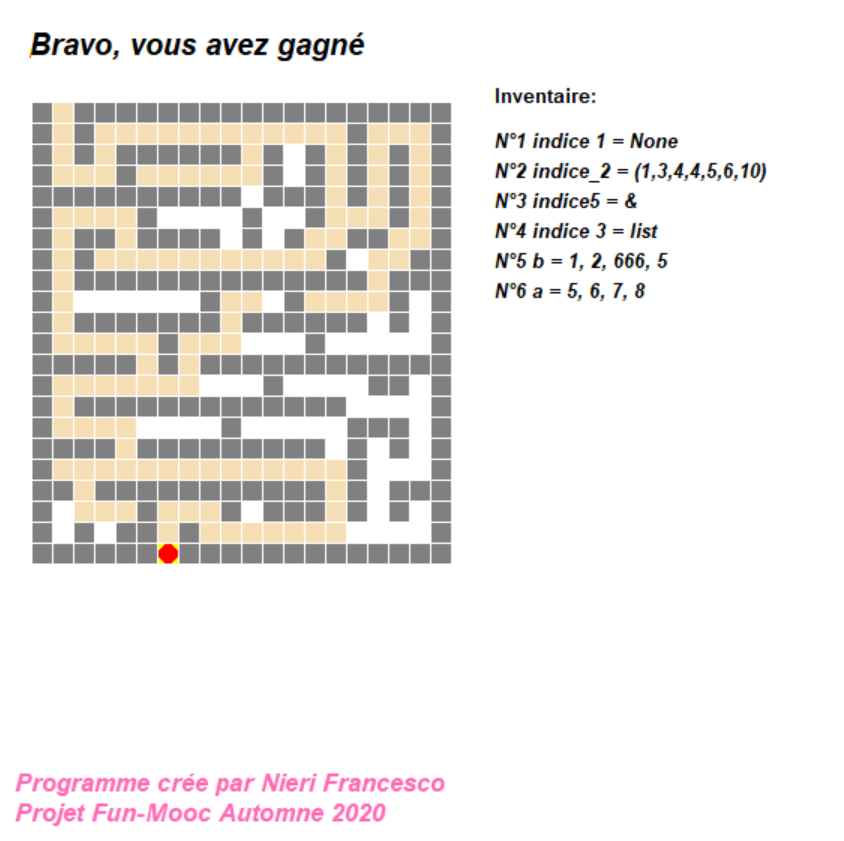 Bravo, vous avez gagné
Inventaire:
N°1 indice 1 = None
N°2 indice_2 = (1,3,4,4,5,6,10)
N°3 indice5 = &
N°4 indice 3 = list
N°5 b = 1, 2, 666, 5
N°6 a = 5, 6, 7, 8
Programme crée par Nieri Francesco
Projet Fun-Mooc Automne 2020